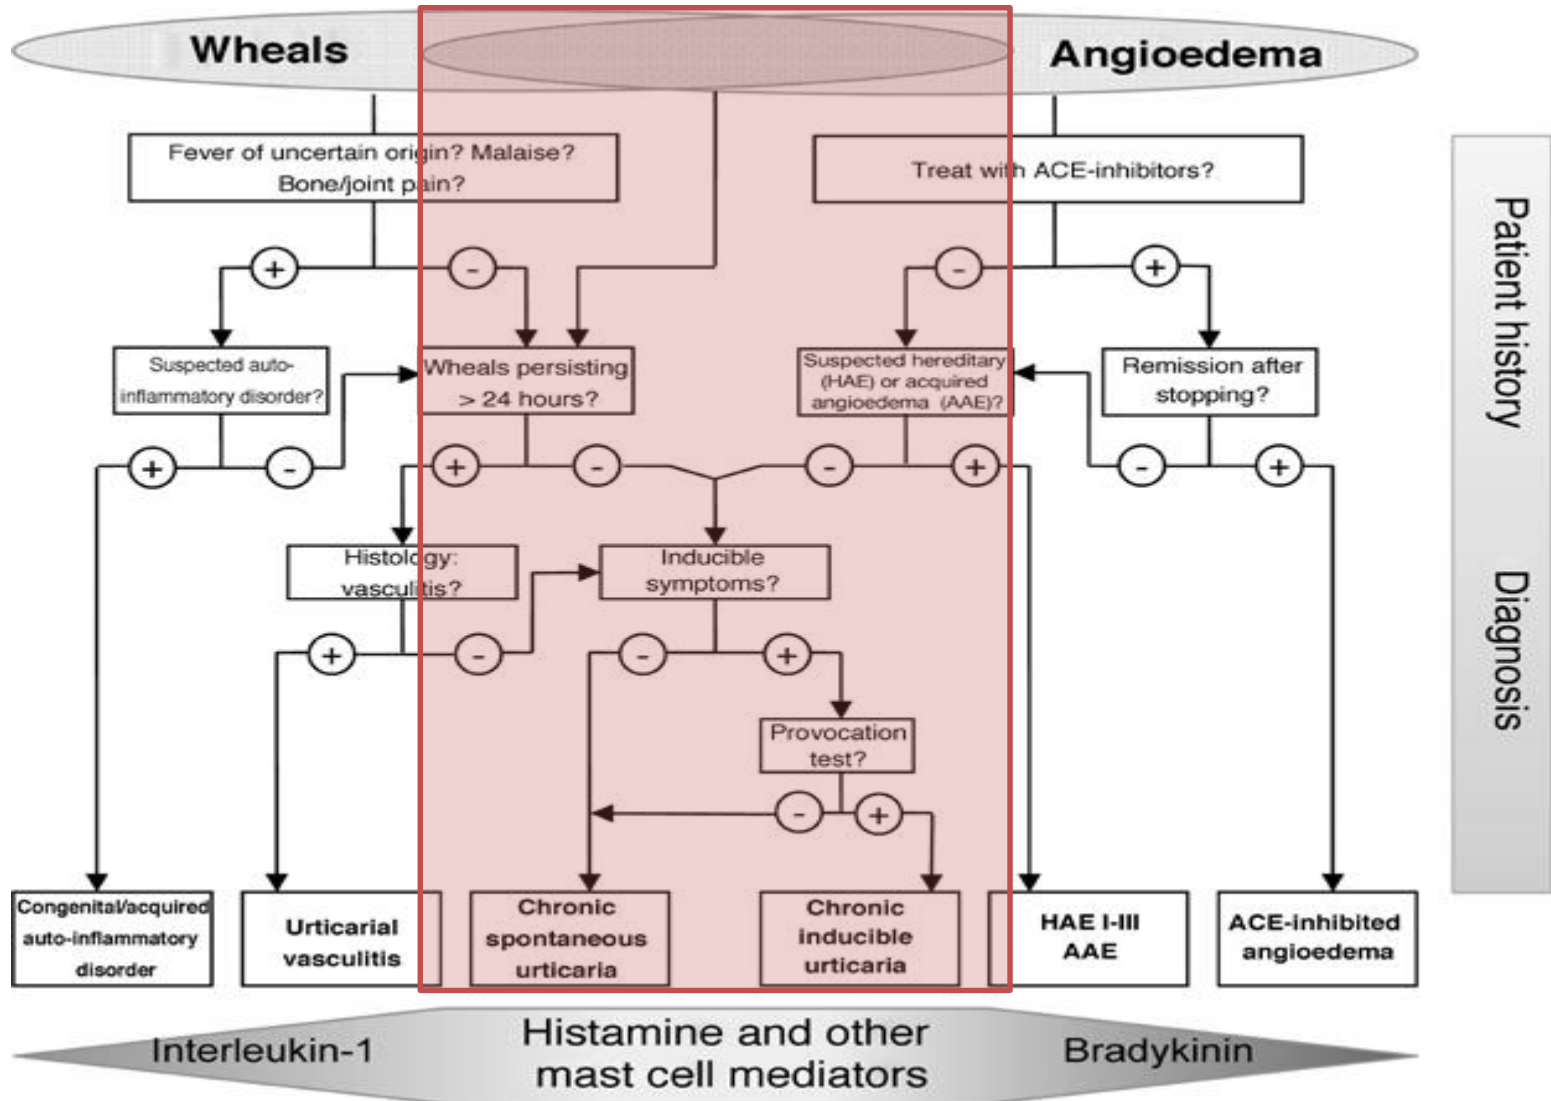 Wheals
Angioedema
Fever of uncertain origin? Malaise?
Bone/joint pain?
Treat with ACE-inhibitors?
+
-
-
+
Suspected auto-
inflammatory disorder?
Wheals persisting
> 24 hours?
Suspected hereditary
(HAE) or acquired
angioedema (AAE)?
Remission after
stopping?
+
-
+
-
-
+
-
+
Histology:
vasculitis?
Inducible
symptoms?
+
-
-
+
Provocation
test?
-
+
Congenital/acquired
auto-inflammatory
disorder
Urticarial
vasculitis
Chronic
spontaneous
urticaria
Chronic
inducible
urticaria
HAE I-III
AAE
ACE-inhibited
angioedema
Interleukin-1
Histamine and other
mast cell mediators
Bradykinin
Patient history
Diagnosis